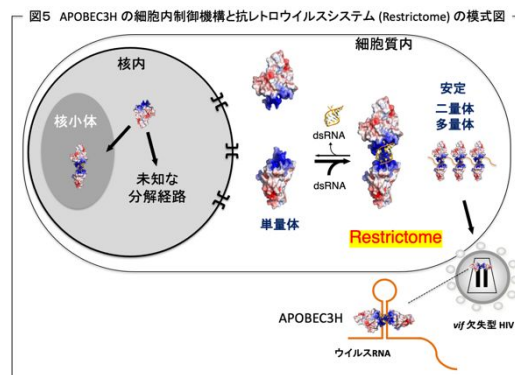 図5 APOBEC3H の細胞内制御機構と抗レトロウイルスシステム (Restrictome) の模式図
細胞質内
核内
核小体
未知な
分解経路
単量体
dsRNA
dsRNA
安定
二量体
多量体
Restrictome
APOBEC3H
ウイルスRNA
vif 欠失型 HIV